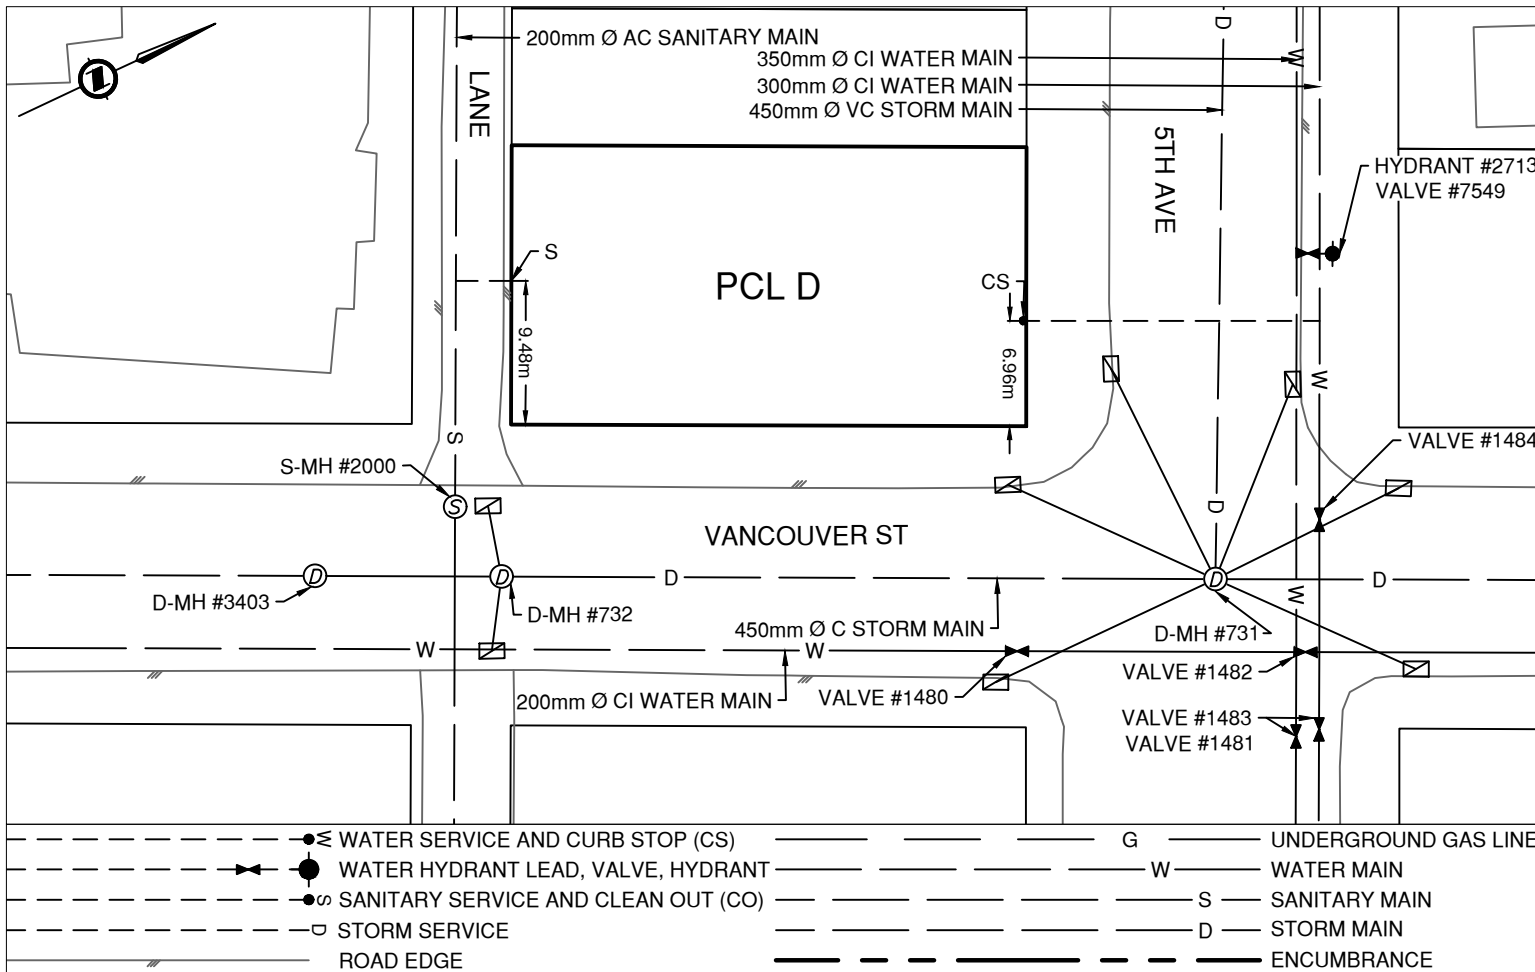 200mm Ø AC SANITARY MAIN
350mm Ø CI WATER MAIN
300mm Ø CI WATER MAIN
450mm Ø VC STORM MAIN
LANE
5TH AVE
D
W
HYDRANT #2713
VALVE #7549
S
PCL D
CS
9.48m
6.96m
W
S
VALVE #1484
S-MH #2000
S
D
VANCOUVER ST
D
D
D
D
D
D-MH #3403
D-MH #732
W
450mm Ø C STORM MAIN
D-MH #731
W
W
VALVE #1482
200mm Ø CI WATER MAIN
VALVE #1480
VALVE #1483
VALVE #1481
W WATER SERVICE AND CURB STOP (CS)
WATER HYDRANT LEAD, VALVE, HYDRANT
S SANITARY SERVICE AND CLEAN OUT (CO)
D STORM SERVICE
ROAD EDGE
G UNDERGROUND GAS LINE
W WATER MAIN
S SANITARY MAIN
D STORM MAIN
ENCUMBRANCE